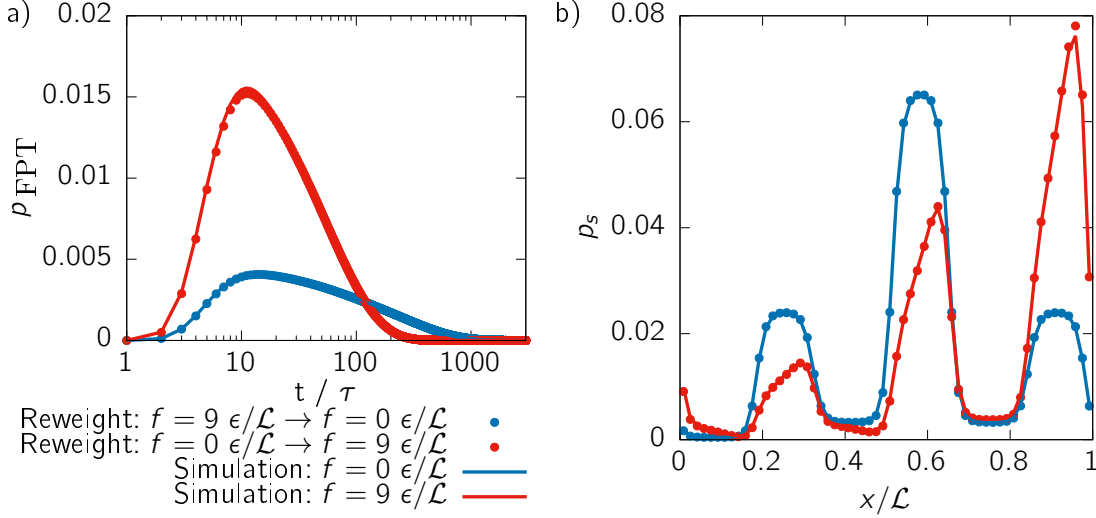 a)
0.02
0.015
0.01
0.005
0
p FPT
1 10 100 1000
t / τ
Reweight: f = 9 ϵ/ℒ → f = 0 ϵ/ℒ
Reweight: f = 0 ϵ/ℒ → f = 9 ϵ/ℒ
Simulation: f = 0 ϵ/ℒ
Simulation: f = 9 ϵ/ℒ
b)
0.08
0.06
0.04
0.02
0
p_s
0 0.2 0.4 0.6 0.8 1
x/ℒ